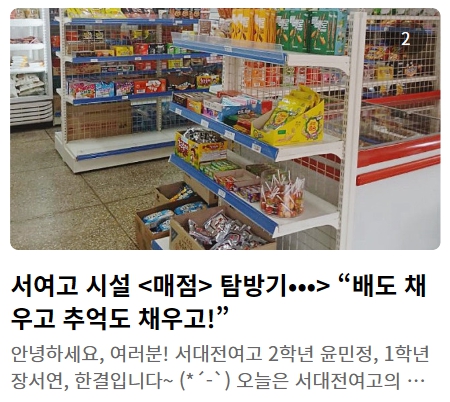 2
서여고 시설 <매점> 탐방기•••> “배도 채
우고 추억도 채우고!”
안녕하세요, 여러분! 서대전여고 2학년 윤민정, 1학년
장서연, 한결입니다~ (*´-`) 오늘은 서대전여고의 …